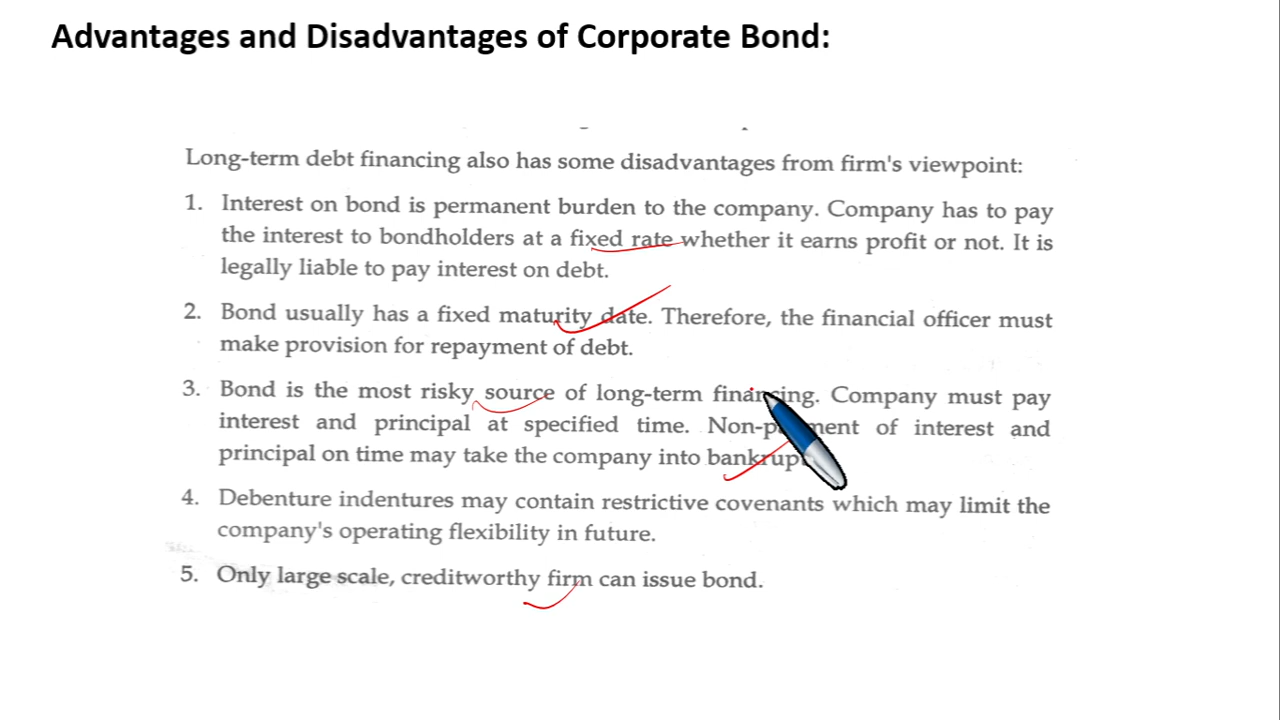 Advantages and Disadvantages of Corporate Bond:
Long-term debt financing also has some disadvantages from firm's viewpoint:
1. Interest on bond is permanent burden to the company. Company has to pay
the interest to bondholders at a fixed rate whether it earns profit or not. It is
legally liable to pay interest on debt.
2. Bond usually has a fixed maturity date. Therefore, the financial officer must
make provision for repayment of debt.
3. Bond is the most risky source of long-term financing. Company must pay
interest and principal at specified time. Non-payment of interest and
principal on time may take the company into
4. Debenture indentures may contain restrictive covenants which may limit the
company's operating flexibility in future.
5. Only large scale, creditworthy firm can issue bond.